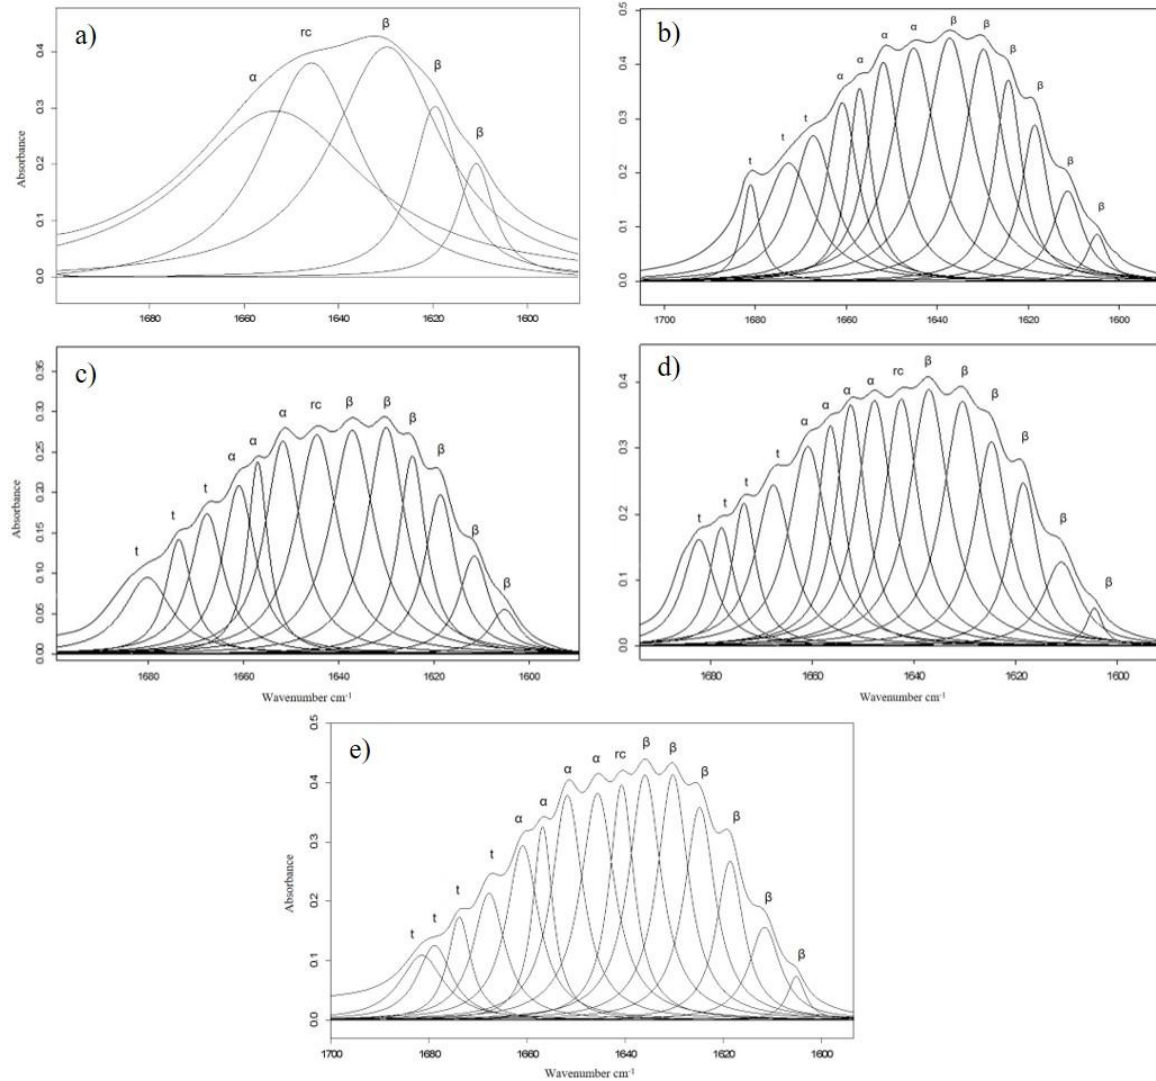 a)
α rc β β β
Absorbance
0.4
0.3
0.2
0.1
0.0
1680 1660 1640 1620 1600
b)
t t t α α α α β β β β β β
0.5
0.4
0.3
0.2
0.1
0.0
1700 1680 1660 1640 1620 1600
c)
t t t α α α rc β β β β β β
Absorbance
0.35
0.30
0.25
0.20
0.15
0.10
0.05
0.00
1680 1660 1640 1620 1600
Wavenumber cm⁻¹
d)
t t t t α α α α rc β β β β β β
0.4
0.3
0.2
0.1
0.0
1680 1660 1640 1620 1600
Wavenumber cm⁻¹
e)
t t t t α α α α rc β β β β β β
Absorbance
0.5
0.4
0.3
0.2
0.1
0.0
1700 1680 1660 1640 1620 1600
Wavenumber cm⁻¹